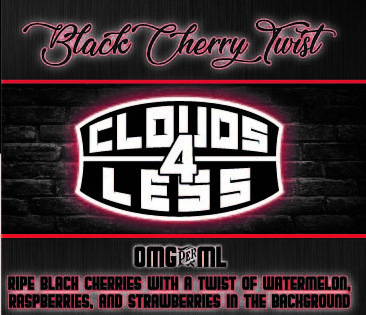 Black Cherry Twist
CLOUDS
4
LESS
OMG PER ML
RIPE BLACK CHERRIES WITH A TWIST OF WATERMELON,
RASPBERRIES, AND STRAWBERRIES IN THE BACKGROUND